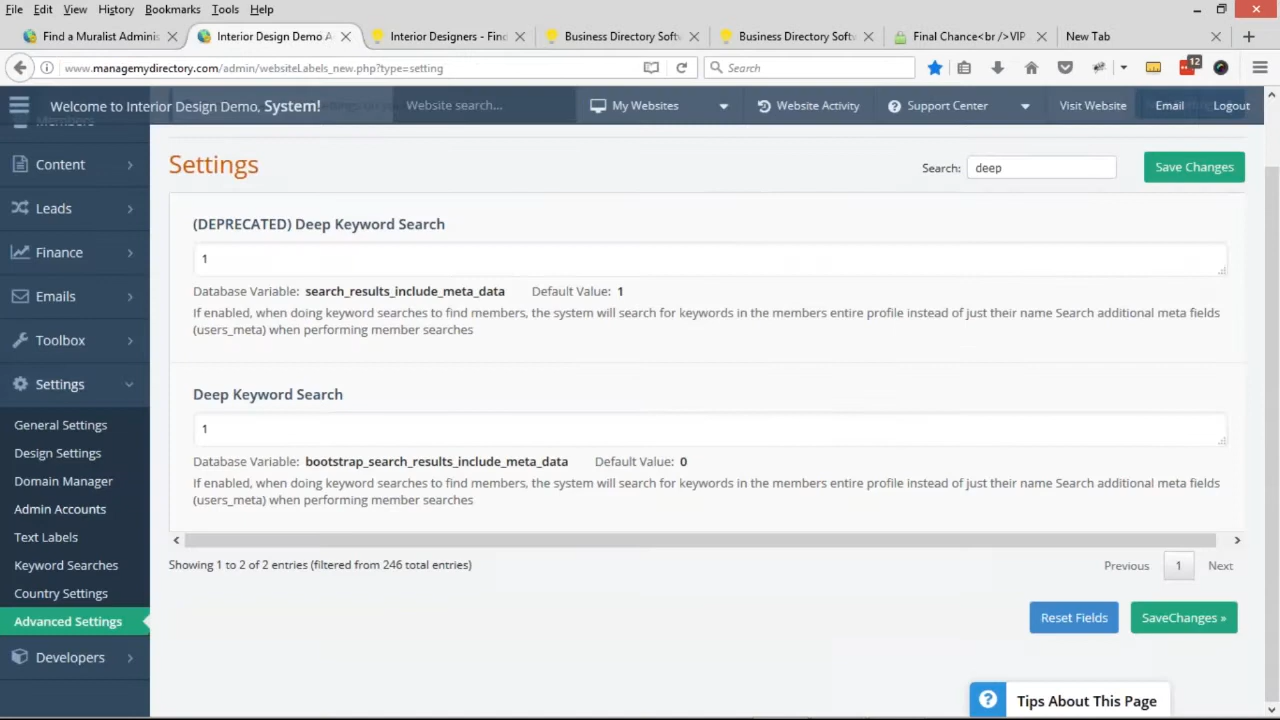 File Edit View History Bookmarks Tools Help
Find a Muralist Adminis
Interior Design Demo A
Interior Designers - Find
Business Directory Softw
Business Directory Softw
Final Chance<br />VIP
New Tab
www.managemydirectory.com/admin/websiteLabels_new.php?type=setting
Search
12
Welcome to Interior Design Demo, System!
Website search...
My Websites
Website Activity
Support Center
Visit Website
Email
Logout
Members
Content
Leads
Finance
Emails
Toolbox
Settings
General Settings
Design Settings
Domain Manager
Admin Accounts
Text Labels
Keyword Searches
Country Settings
Advanced Settings
Developers
Settings
Search: deep
Save Changes
(DEPRECATED) Deep Keyword Search
1
Database Variable: search_results_include_meta_data Default Value: 1
If enabled, when doing keyword searches to find members, the system will search for keywords in the members entire profile instead of just their name Search additional meta fields
(users_meta) when performing member searches
Deep Keyword Search
1
Database Variable: bootstrap_search_results_include_meta_data Default Value: 0
If enabled, when doing keyword searches to find members, the system will search for keywords in the members entire profile instead of just their name Search additional meta fields
(users_meta) when performing member searches
Showing 1 to 2 of 2 entries (filtered from 246 total entries)
Previous 1 Next
Reset Fields
SaveChanges »
Tips About This Page